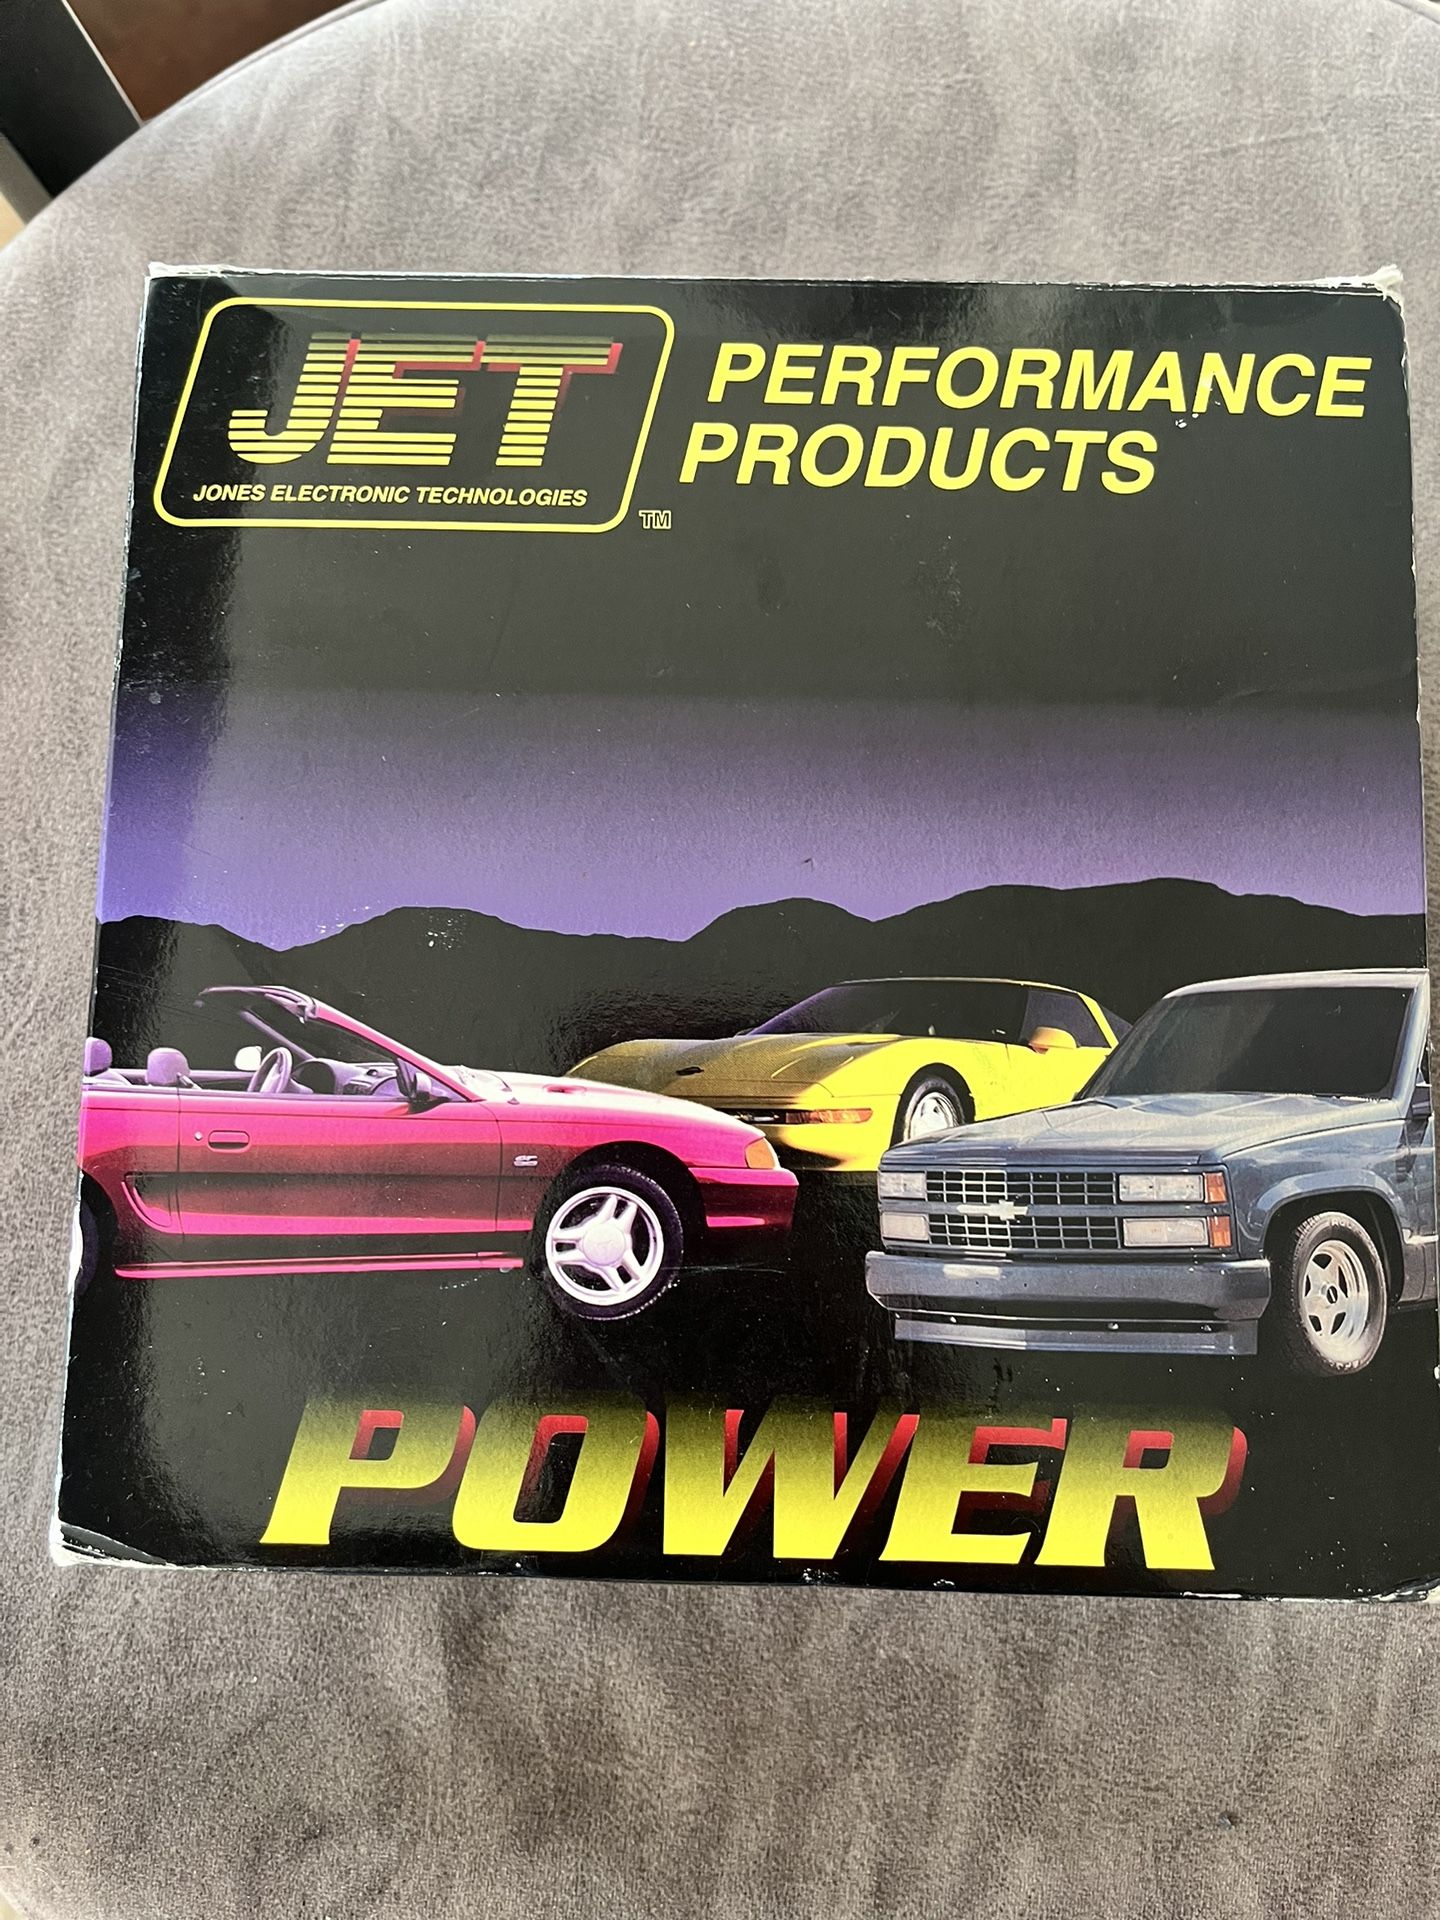 JET
JONES ELECTRONIC TECHNOLOGIES
TM
PERFORMANCE
PRODUCTS
POWER